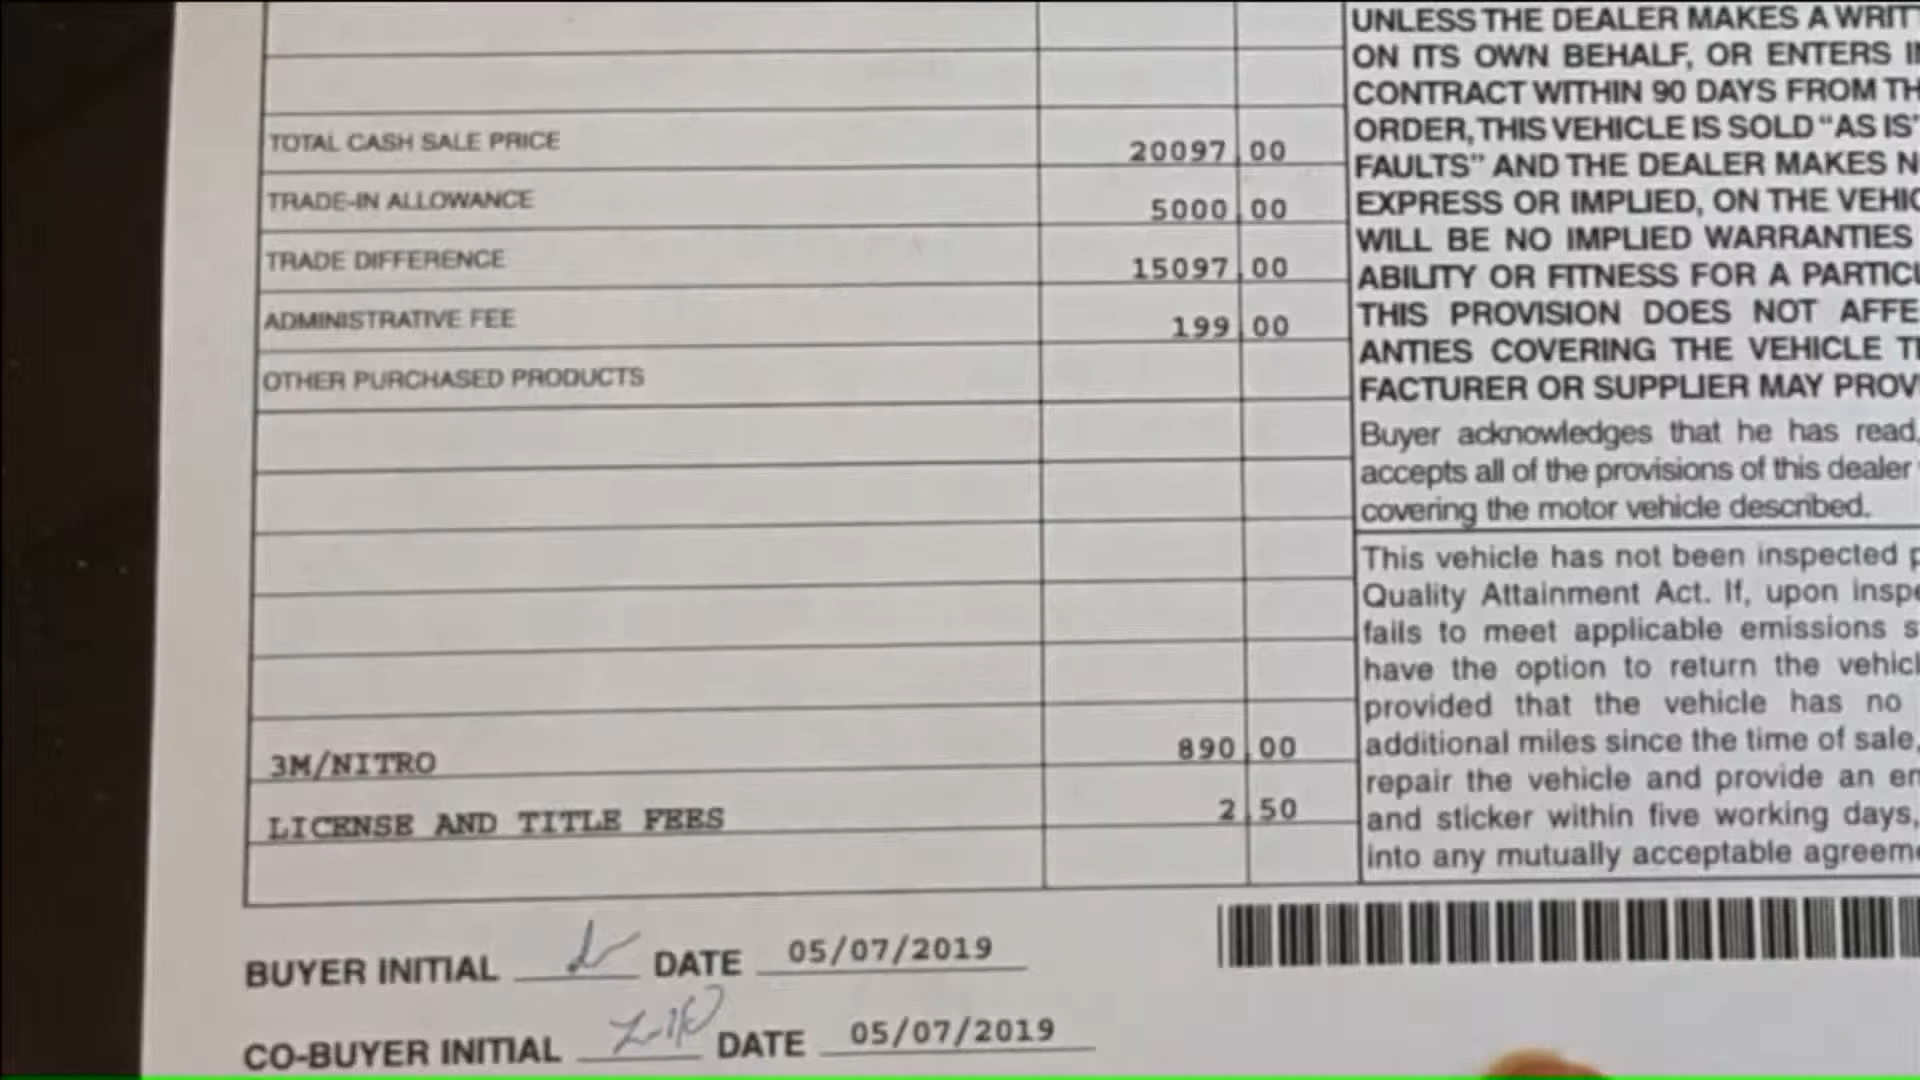 TOTAL CASH SALE PRICE 20097 00
TRADE-IN ALLOWANCE 5000 00
TRADE DIFFERENCE 15097 00
ADMINISTRATIVE FEE 199 00
OTHER PURCHASED PRODUCTS
3M/NITRO 890 00
LICENSE AND TITLE FEES 2 50
BUYER INITIAL DATE 05/07/2019
CO-BUYER INITIAL DATE 05/07/2019
UNLESS THE DEALER MAKES A WRITT
ON ITS OWN BEHALF, OR ENTERS I
CONTRACT WITHIN 90 DAYS FROM TH
ORDER, THIS VEHICLE IS SOLD “AS IS”
FAULTS” AND THE DEALER MAKES N
EXPRESS OR IMPLIED, ON THE VEHIC
WILL BE NO IMPLIED WARRANTIES
ABILITY OR FITNESS FOR A PARTICU
THIS PROVISION DOES NOT AFFE
ANTIES COVERING THE VEHICLE T
FACTURER OR SUPPLIER MAY PROV
Buyer acknowledges that he has read,
accepts all of the provisions of this dealer
covering the motor vehicle described.
This vehicle has not been inspected p
Quality Attainment Act. If, upon inspe
fails to meet applicable emissions s
have the option to return the vehicl
provided that the vehicle has no
additional miles since the time of sale,
repair the vehicle and provide an em
and sticker within five working days,
into any mutually acceptable agreeme